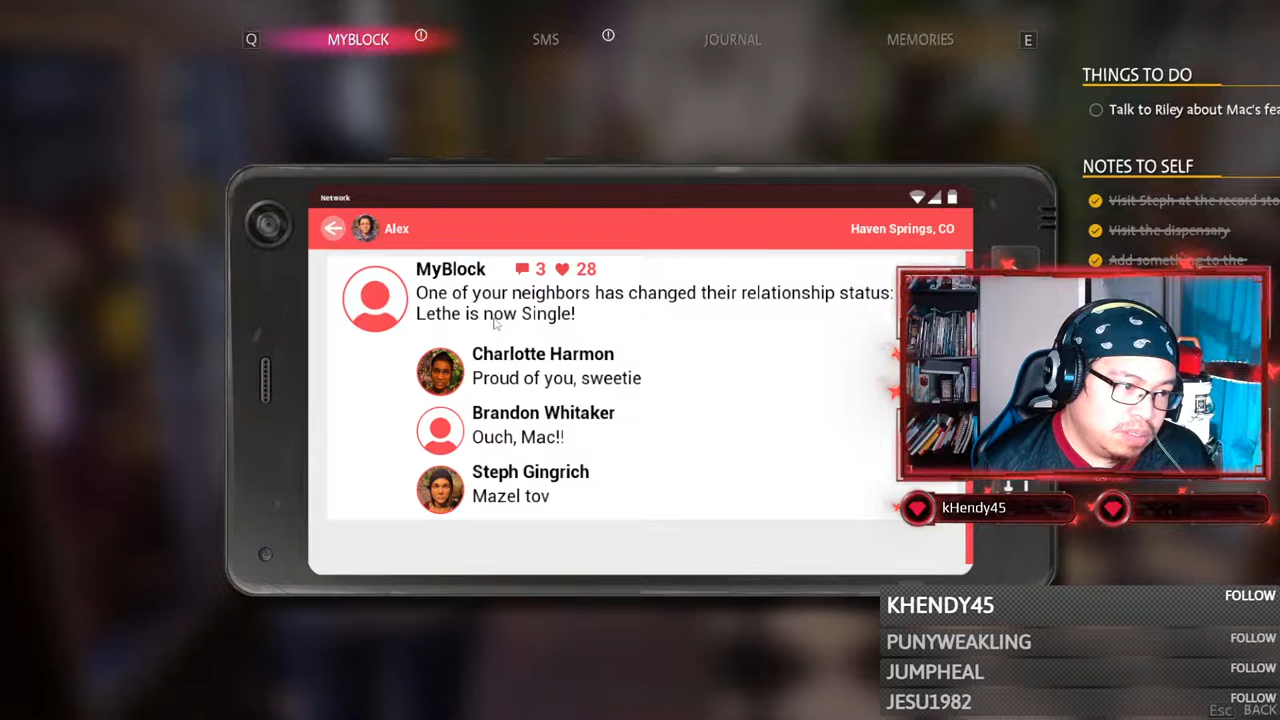 Q
MYBLOCK
SMS
JOURNAL
MEMORIES
E
THINGS TO DO
Talk to Riley about Mac's fea
NOTES TO SELF
Visit Steph at the record sto
Visit the dispensary
Add something to the
Network
Alex
Haven Springs, CO
MyBlock 3 28
One of your neighbors has changed their relationship status:
Lethe is now Single!
Charlotte Harmon
Proud of you, sweetie
Brandon Whitaker
Ouch, Mac!!
Steph Gingrich
Mazel tov
kHendy45
KHENDY45 FOLLOW
PUNYWEAKLING FOLLOW
JUMPHEAL FOLLOW
JESU1982 FOLLOW
Esc BACK